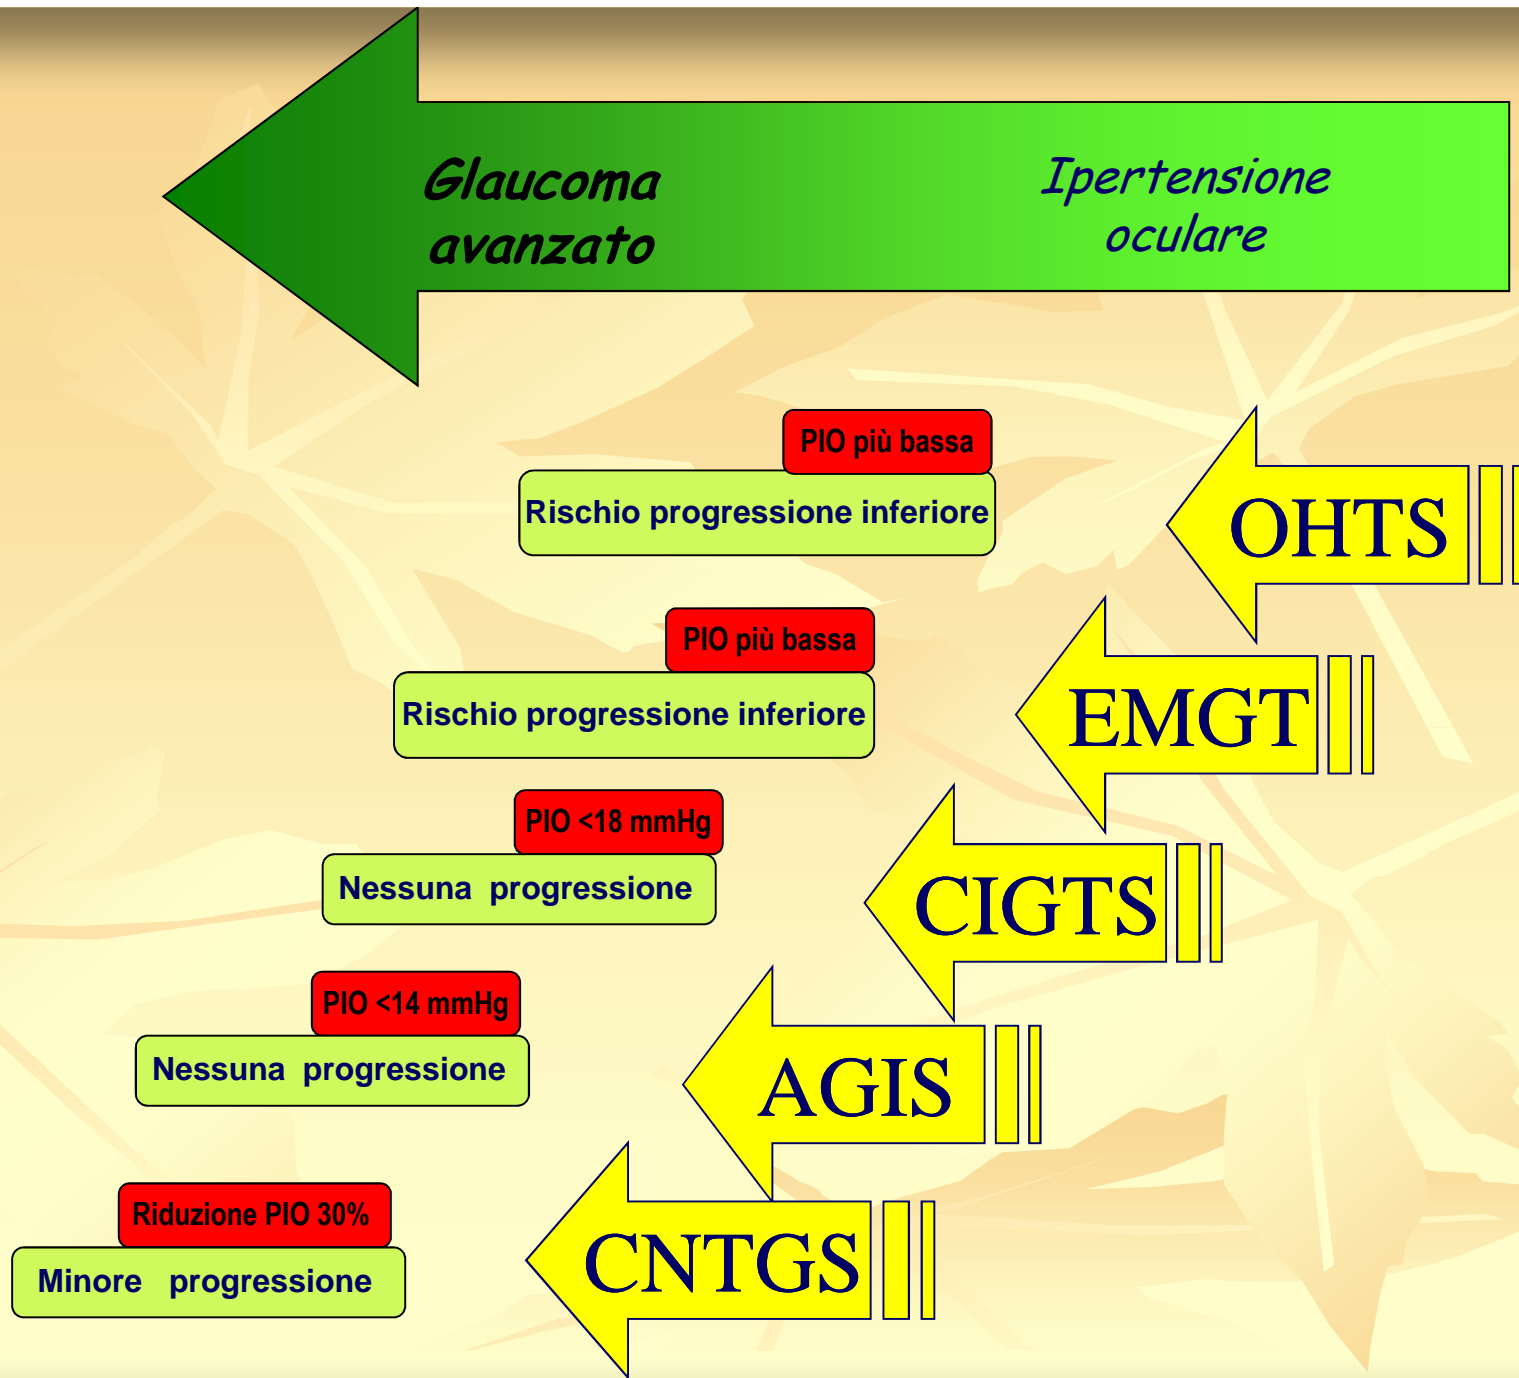 Glaucoma
avanzato
Ipertensione
oculare
PIO più bassa
Rischio progressione inferiore
OHTS
PIO più bassa
Rischio progressione inferiore
EMGT
PIO <18 mmHg
Nessuna progressione
CIGTS
PIO <14 mmHg
Nessuna progressione
AGIS
Riduzione PIO 30%
Minore progressione
CNTGS